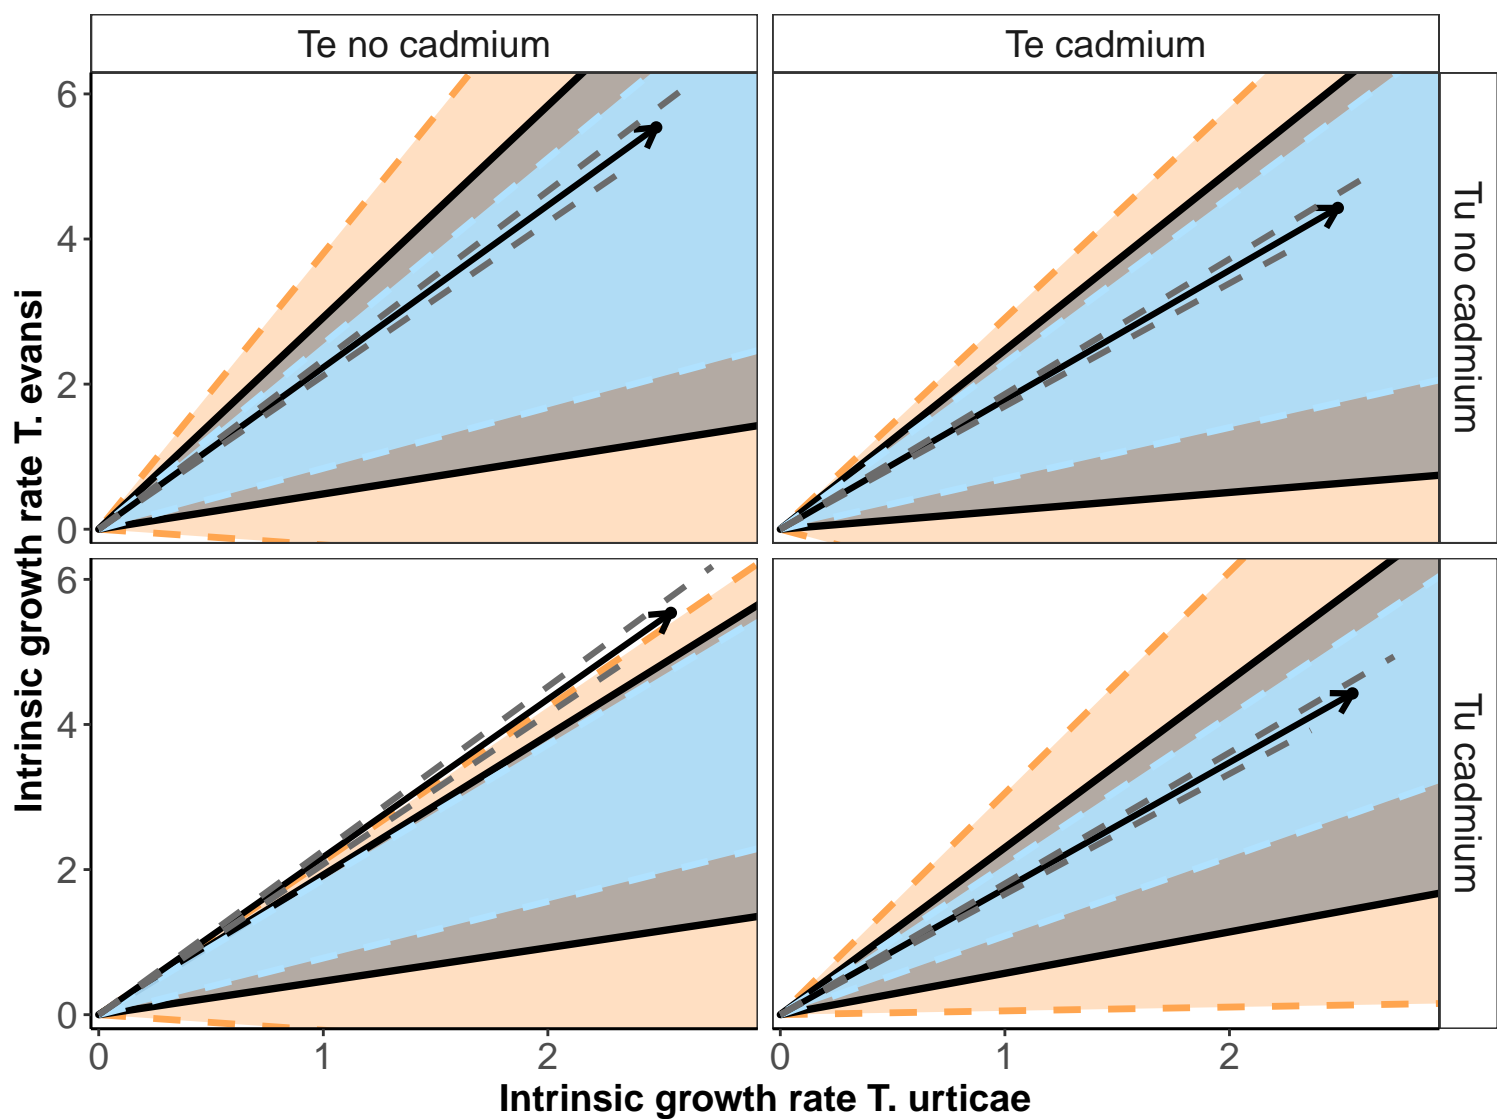 Te no cadmium
Te cadmium
6
4
2
0
Tu no cadmium
6
4
2
0
Tu cadmium
Intrinsic growth rate T. evansi
0
1
2
0
1
2
Intrinsic growth rate T. urticae